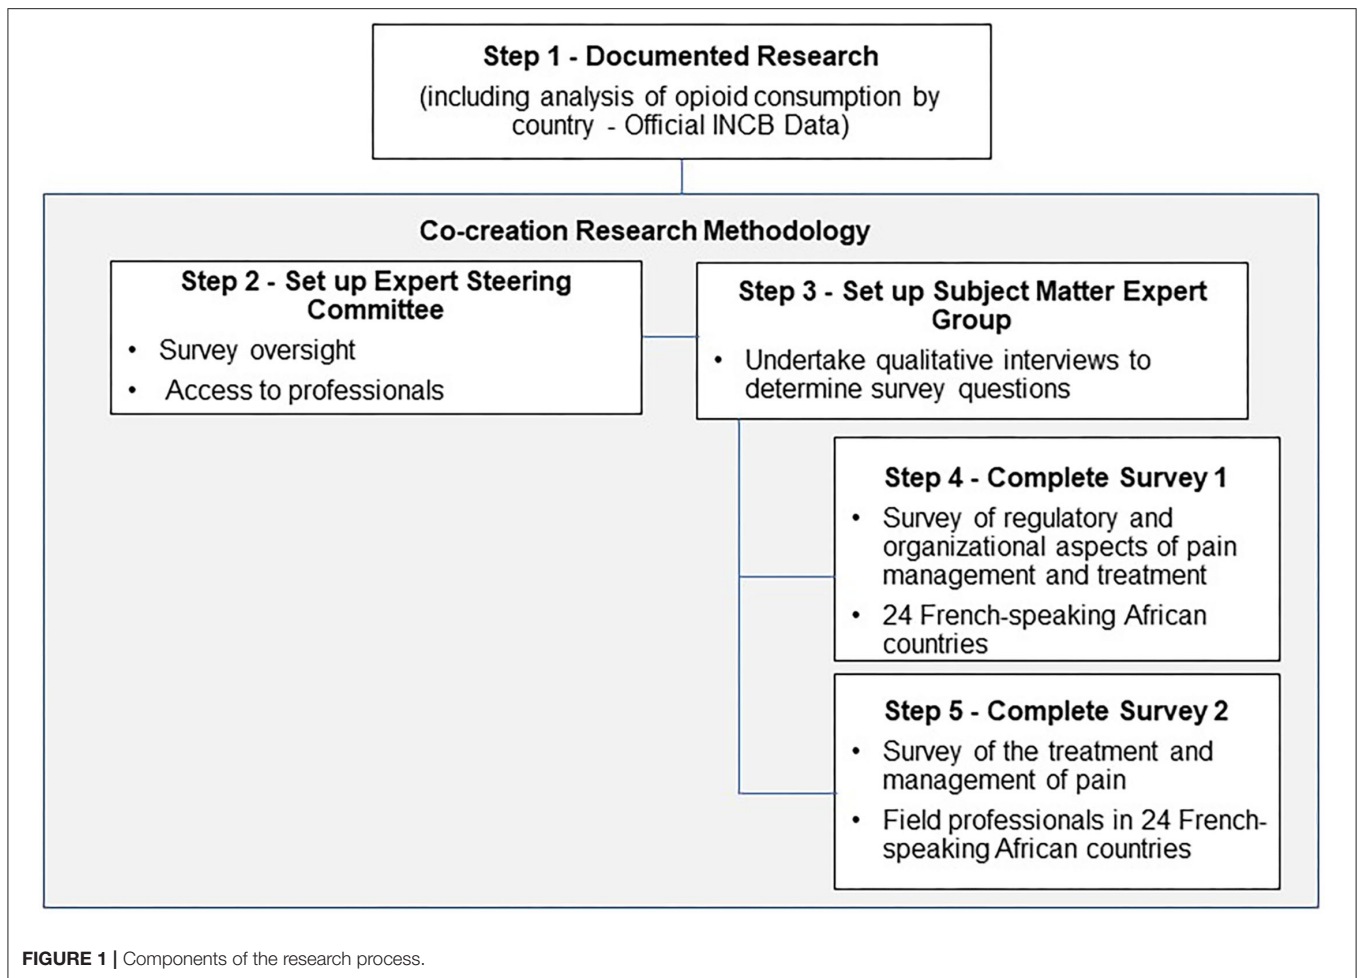 Step 1 - Documented Research
(including analysis of opioid consumption by
country - Official INCB Data)
Co-creation Research Methodology
Step 2 - Set up Expert Steering
Committee
• Survey oversight
• Access to professionals
Step 3 - Set up Subject Matter Expert
Group
• Undertake qualitative interviews to
determine survey questions
Step 4 - Complete Survey 1
• Survey of regulatory and
organizational aspects of pain
management and treatment
• 24 French-speaking African
countries
Step 5 - Complete Survey 2
• Survey of the treatment and
management of pain
• Field professionals in 24 French-
speaking African countries
FIGURE 1 | Components of the research process.